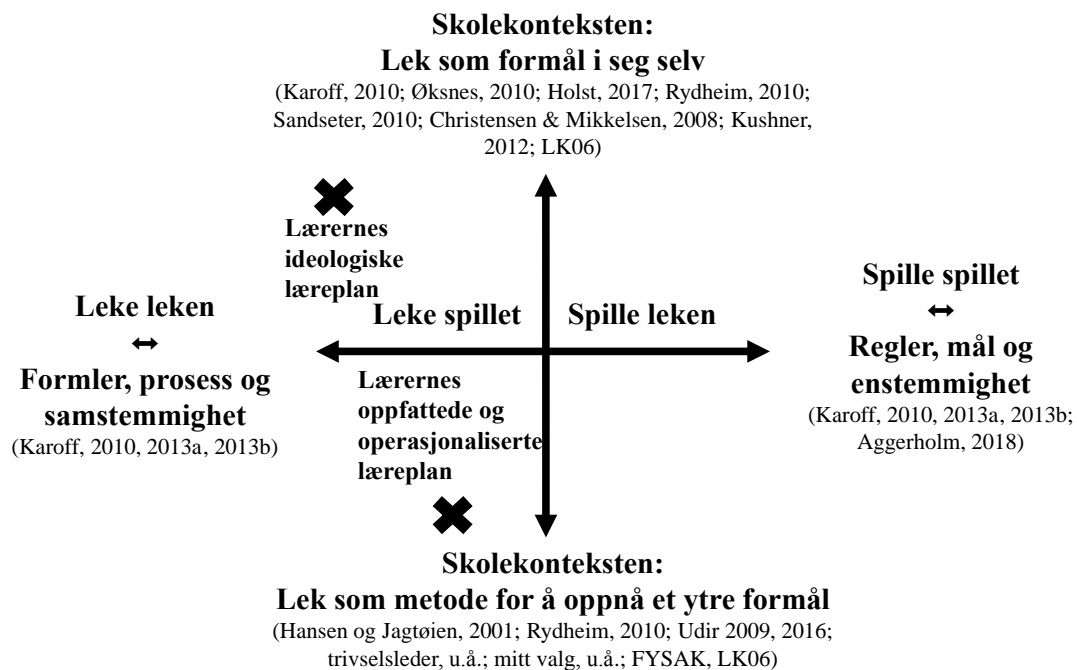 Skolekonteksten:
Lek som formål i seg selv
(Karoff, 2010; Øksnes, 2010; Holst, 2017; Rydheim, 2010;
Sandseter, 2010; Christensen & Mikkelsen, 2008; Kushner,
2012; LK06)
Lærernes
ideologiske
læreplan
Leke leken
Formler, prosess og
samstemmighet
(Karoff, 2010, 2013a, 2013b)
Leke spillet
Spille leken
Spille spillet
Regler, mål og
enstemmighet
(Karoff, 2010, 2013a, 2013b;
Aggerholm, 2018)
Lærernes
oppfattede og
operasjonaliserte
læreplan
Skolekonteksten:
Lek som metode for å oppnå et ytre formål
(Hansen og Jagtøien, 2001; Rydheim, 2010; Udir 2009, 2016;
trivselsleder, u.å.; mitt valg, u.å.; FYSAK, LK06)